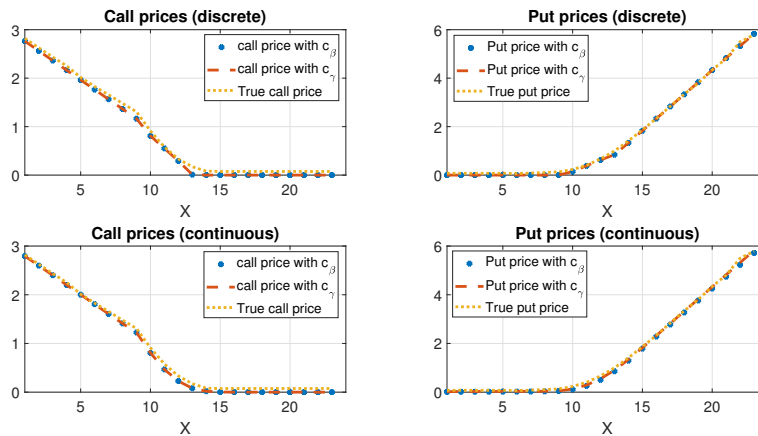 Call prices (discrete)
3
2
1
0
call price with c_β
call price with c_γ
True call price
5 10 15 20
X
Put prices (discrete)
6
4
2
0
Put price with c_β
Put price with c_γ
True put price
5 10 15 20
X
Call prices (continuous)
3
2
1
0
call price with c_β
call price with c_γ
True call price
5 10 15 20
X
Put prices (continuous)
6
4
2
0
Put price with c_β
Put price with c_γ
True put price
5 10 15 20
X